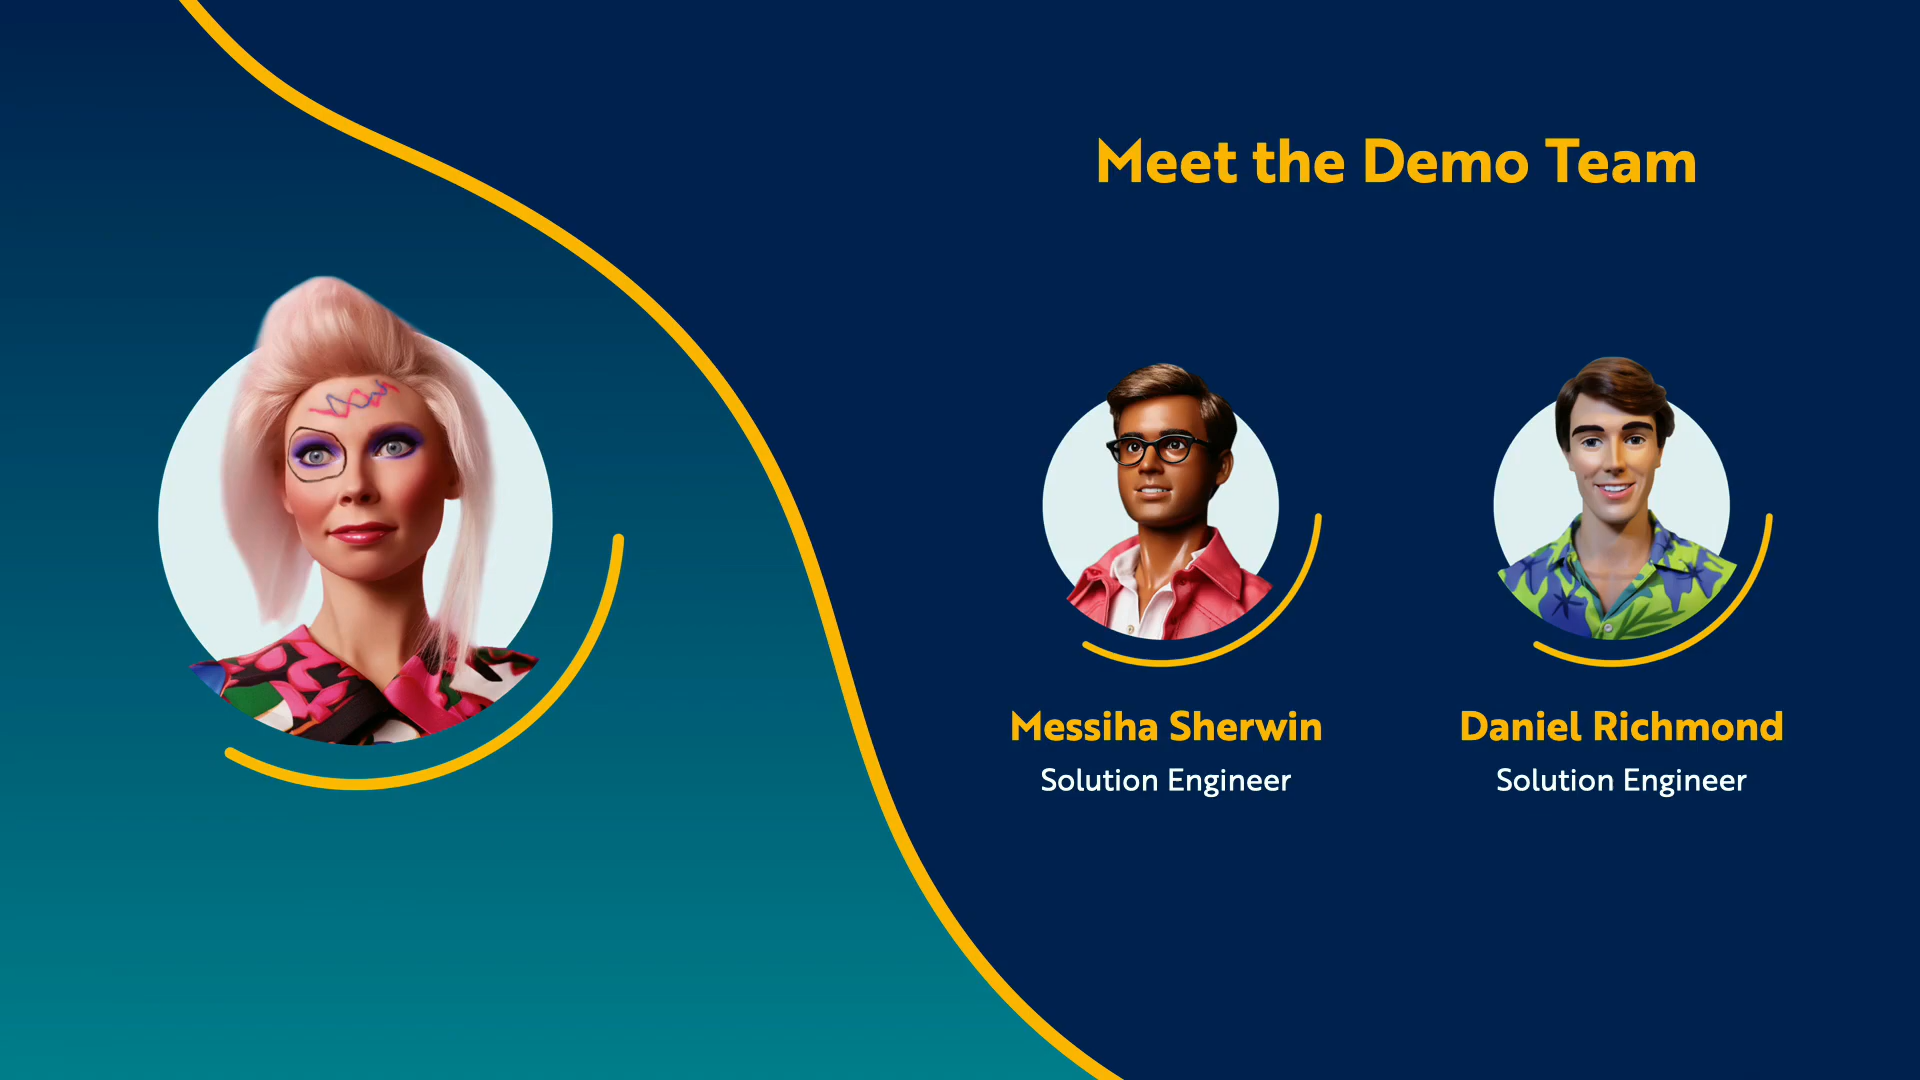 Meet the Demo Team
Messiha Sherwin
Solution Engineer
Daniel Richmond
Solution Engineer